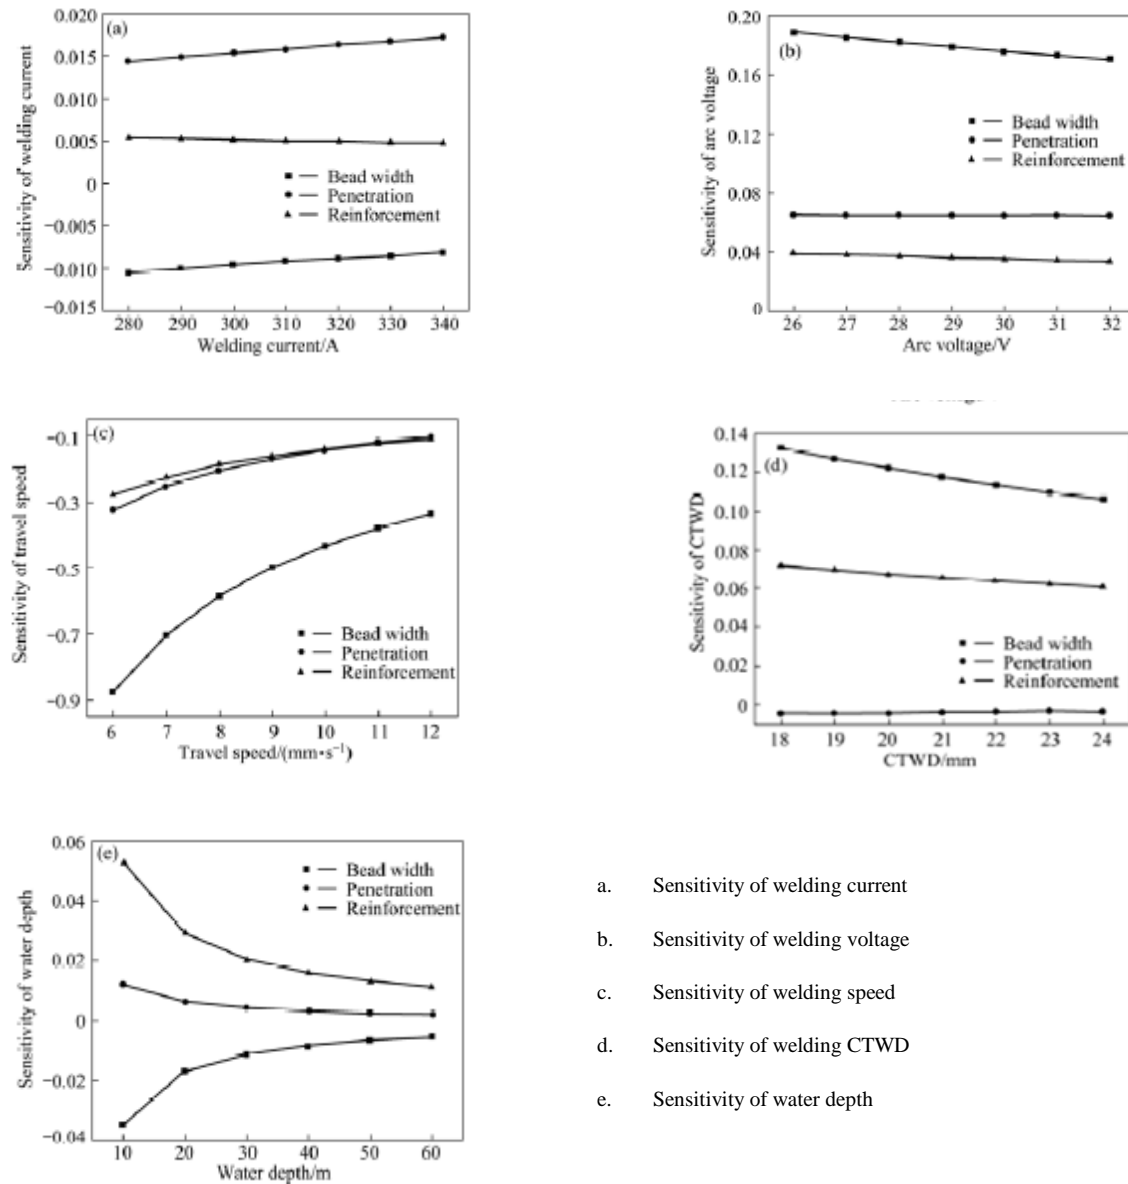 0.020
(a)
0.015
0.010
0.005
0
−0.005
−0.010
−0.015
Sensitivity of welding current
Bead width
Penetration
Reinforcement
280 290 300 310 320 330 340
Welding current/A
0.20
(b)
0.16
0.12
0.08
0.04
0
Sensitivity of arc voltage
Bead width
Penetration
Reinforcement
26 27 28 29 30 31 32
Arc voltage/V
−0.1
(c)
−0.3
−0.5
−0.7
−0.9
Sensitivity of travel speed
Bead width
Penetration
Reinforcement
6 7 8 9 10 11 12
Travel speed/(mm·s⁻¹)
0.14
(d)
0.12
0.10
0.08
0.06
0.04
0.02
0
Sensitivity of CTWD
Bead width
Penetration
Reinforcement
18 19 20 21 22 23 24
CTWD/mm
0.06
(e)
0.04
0.02
0
−0.02
−0.04
Sensitivity of water depth
Bead width
Penetration
Reinforcement
10 20 30 40 50 60
Water depth/m
a. Sensitivity of welding current
b. Sensitivity of welding voltage
c. Sensitivity of welding speed
d. Sensitivity of welding CTWD
e. Sensitivity of water depth